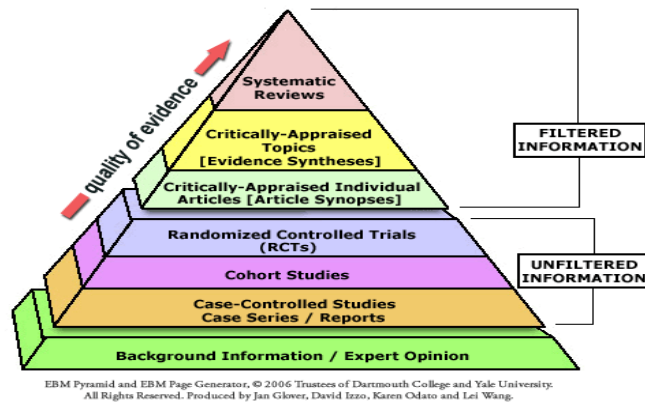 quality of evidence
Systematic
Reviews
Critically-Appraised
Topics
[Evidence Syntheses]
Critically-Appraised Individual
Articles [Article Synopses]
FILTERED
INFORMATION
Randomized Controlled Trials
(RCTs)
Cohort Studies
Case-Controlled Studies
Case Series / Reports
UNFILTERED
INFORMATION
Background Information / Expert Opinion
EBM Pyramid and EBM Page Generator, © 2006 Trustees of Dartmouth College and Yale University.
All Rights Reserved. Produced by Jan Glover, David Izzo, Karen Odato and Lei Wang.